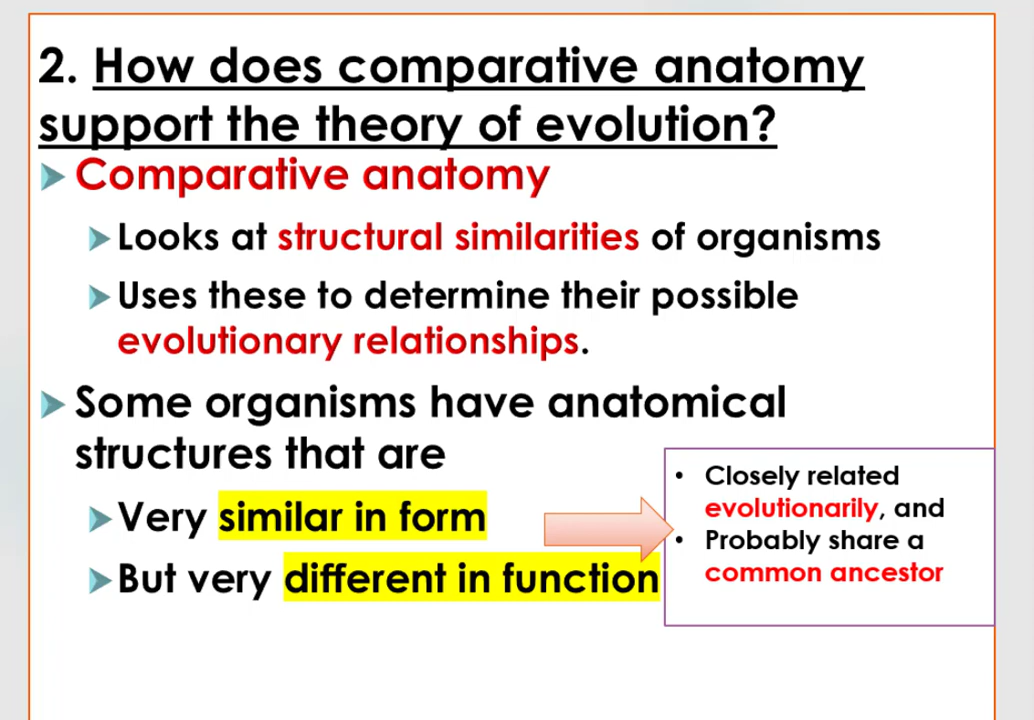 2. How does comparative anatomy
support the theory of evolution?
Comparative anatomy
Looks at structural similarities of organisms
Uses these to determine their possible
evolutionary relationships.
Some organisms have anatomical
structures that are
Very similar in form
But very different in function
• Closely related
evolutionarily, and
• Probably share a
common ancestor